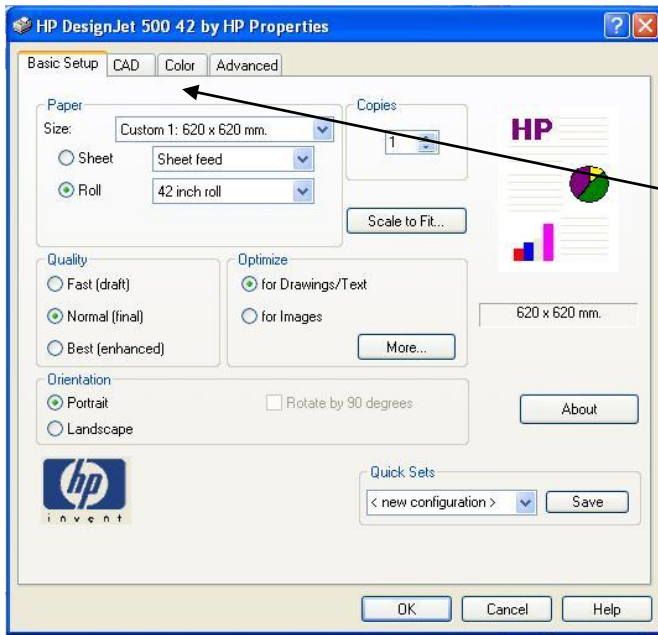 HP DesignJet 500 42 by HP Properties
Basic Setup CAD Color Advanced
Paper
Size: Custom 1: 620 x 620 mm.
Sheet Sheet feed
Roll 42 inch roll
Copies
1
Scale to Fit...
HP
620 x 620 mm.
Quality
Fast (draft)
Normal (final)
Best (enhanced)
Optimize
for Drawings/Text
for Images
More...
Orientation
Portrait
Landscape
Rotate by 90 degrees
About
hp
invent
Quick Sets
< new configuration > Save
OK Cancel Help